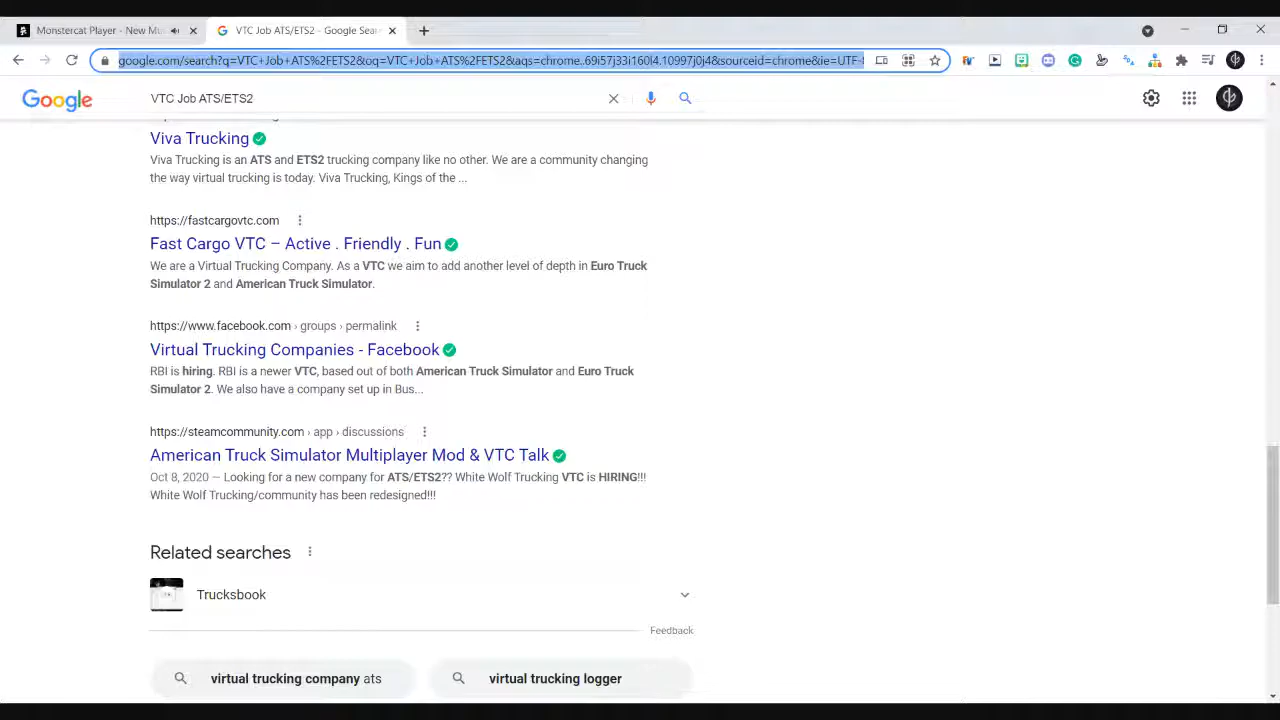 Monstercat Player - New Mu
VTC Job ATS/ETS2 - Google Sear
google.com/search?q=VTC+Job+ATS%2FETS2&oq=VTC+Job+ATS%2FETS2&aqs=chrome..69i57j33i160l4.10997j0j4&sourceid=chrome&ie=UTF-
Google
VTC Job ATS/ETS2
Viva Trucking
Viva Trucking is an ATS and ETS2 trucking company like no other. We are a community changing
the way virtual trucking is today. Viva Trucking, Kings of the ...
https://fastcargovtc.com
Fast Cargo VTC – Active . Friendly . Fun
We are a Virtual Trucking Company. As a VTC we aim to add another level of depth in Euro Truck
Simulator 2 and American Truck Simulator.
https://www.facebook.com › groups › permalink
Virtual Trucking Companies - Facebook
RBI is hiring. RBI is a newer VTC, based out of both American Truck Simulator and Euro Truck
Simulator 2. We also have a company set up in Bus...
https://steamcommunity.com › app › discussions
American Truck Simulator Multiplayer Mod & VTC Talk
Oct 8, 2020 — Looking for a new company for ATS/ETS2?? White Wolf Trucking VTC is HIRING!!!
White Wolf Trucking/community has been redesigned!!!
Related searches
Trucksbook
Feedback
virtual trucking company ats
virtual trucking logger